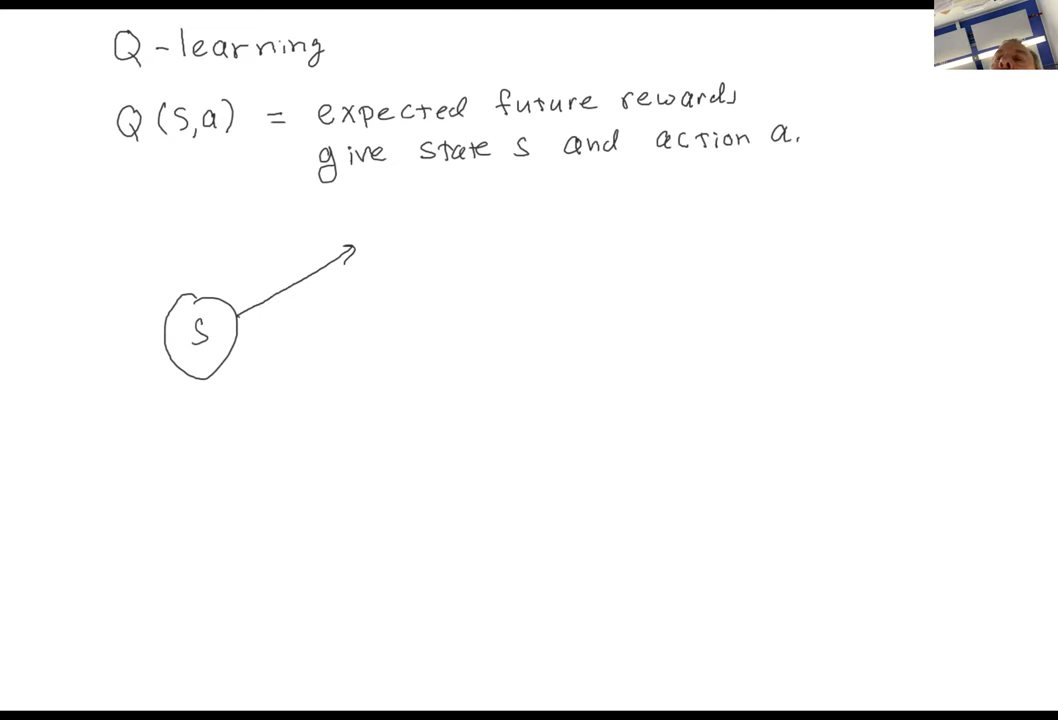 Q-learning
Q(s,a) = expected future rewards
give state s and action a.
S